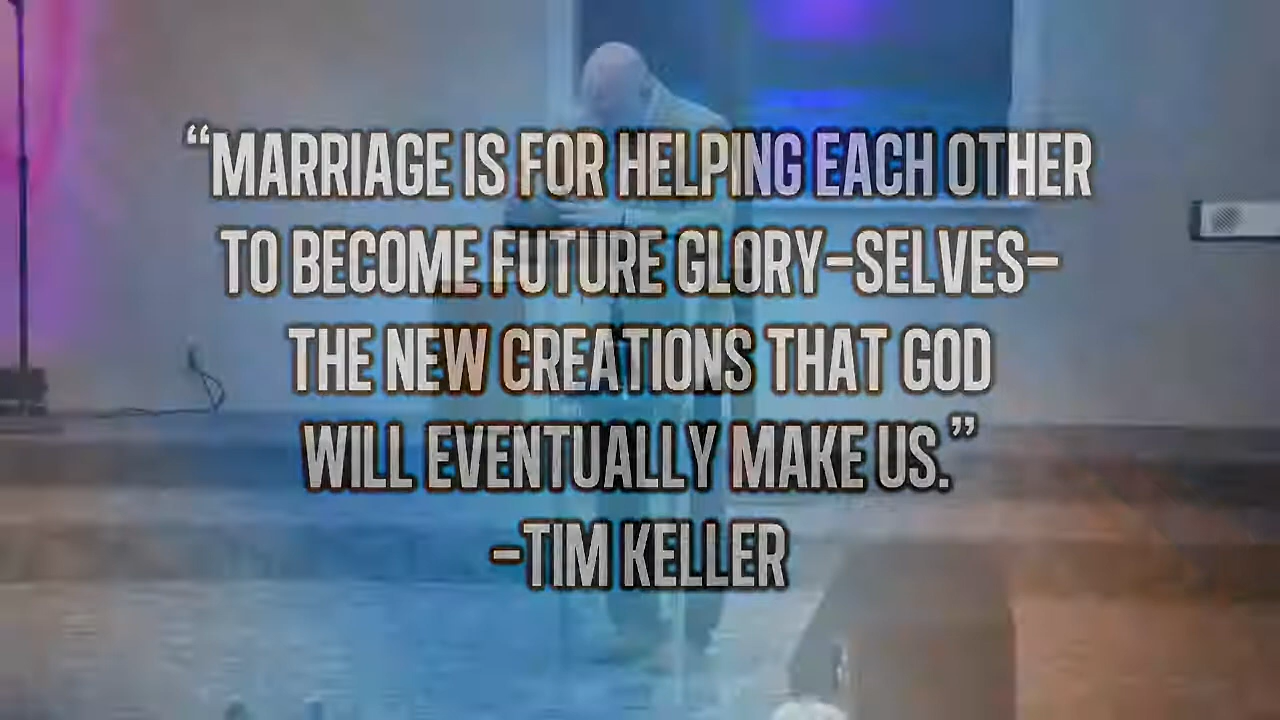 “MARRIAGE IS FOR HELPING EACH OTHER
TO BECOME FUTURE GLORY-SELVES-
THE NEW CREATIONS THAT GOD
WILL EVENTUALLY MAKE US.”
-TIM KELLER